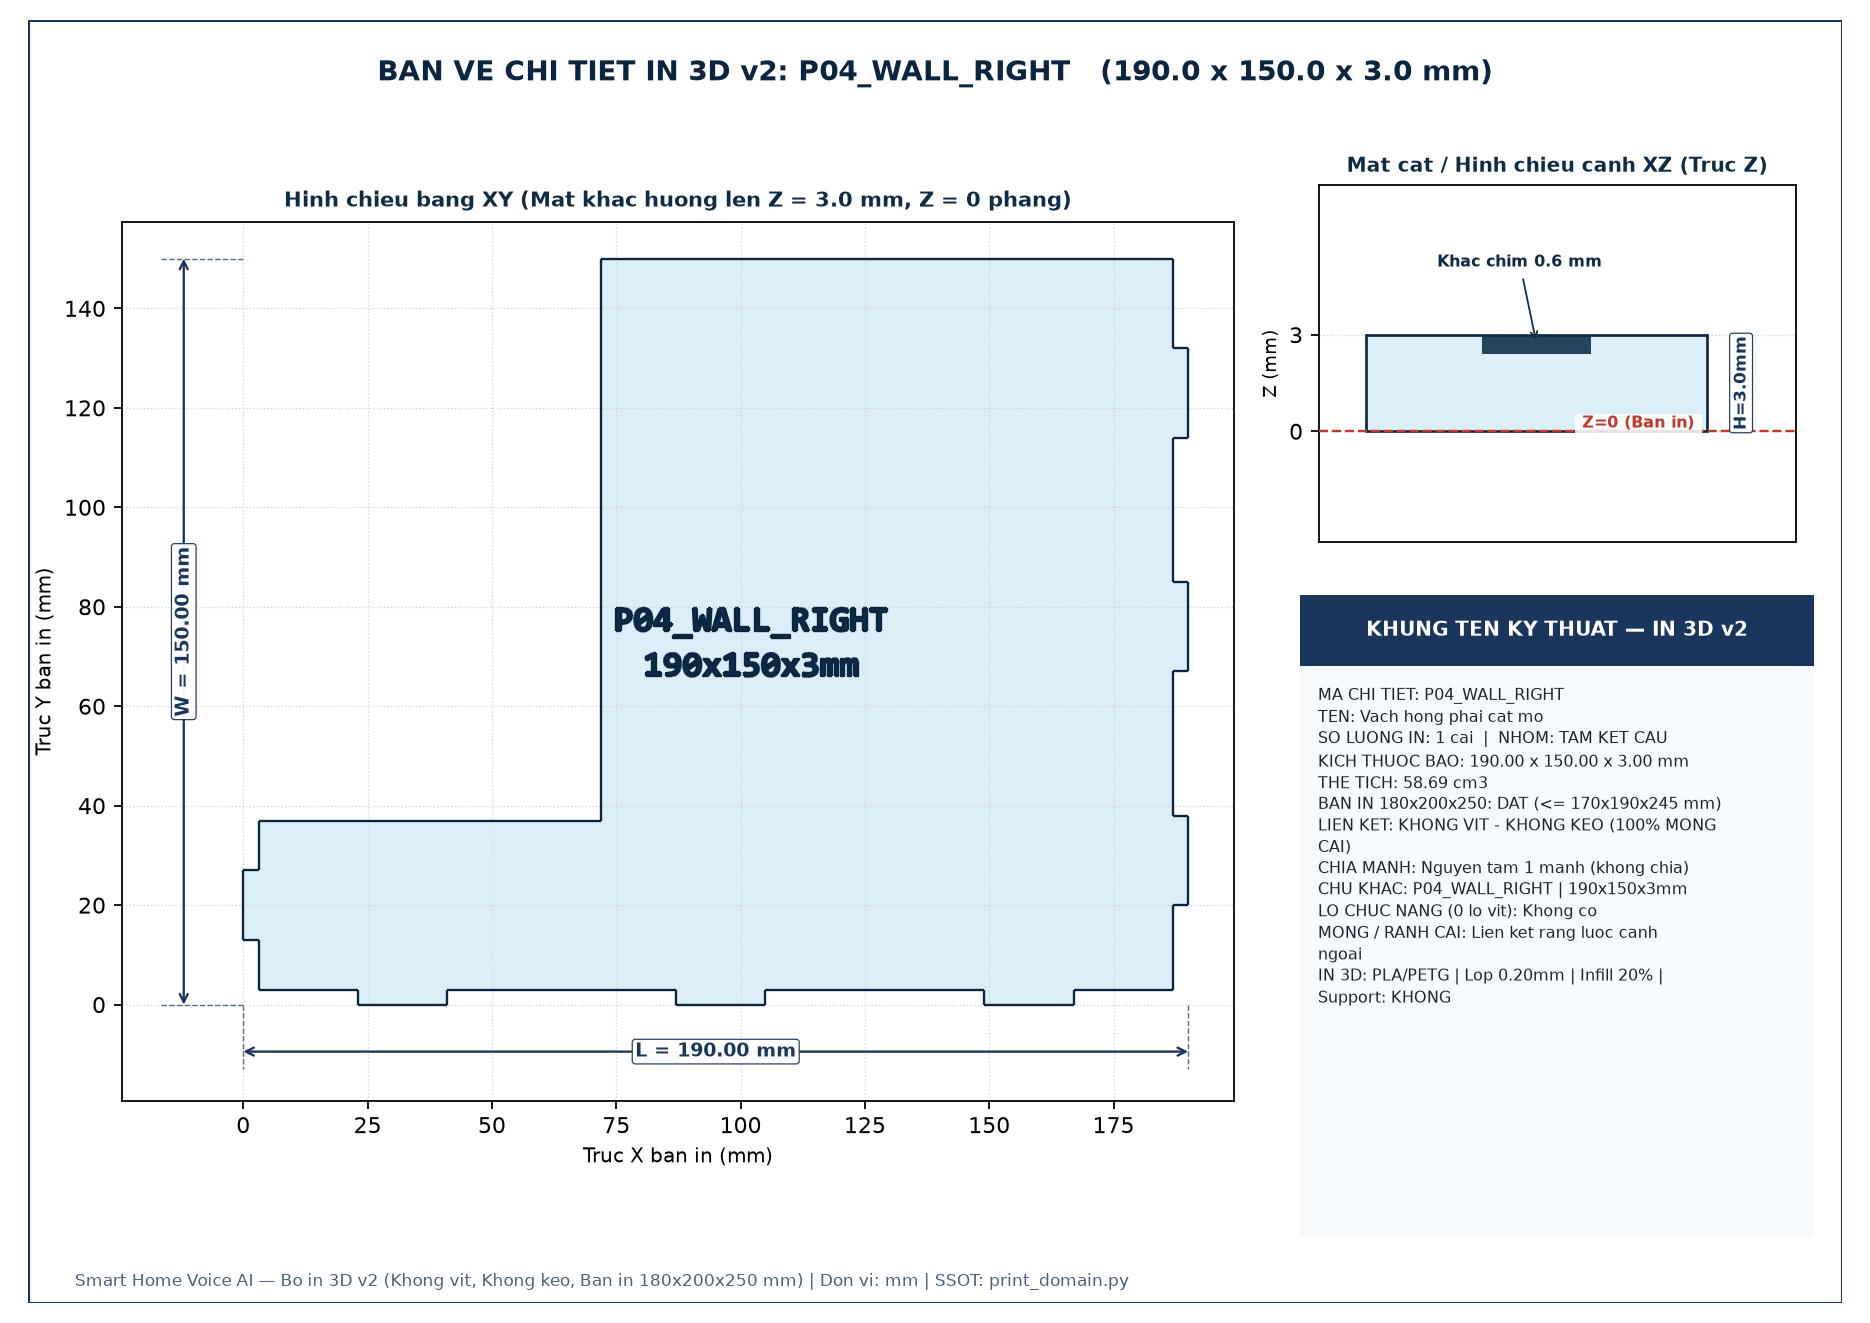 BAN VE CHI TIET IN 3D v2: P04_WALL_RIGHT (190.0 x 150.0 x 3.0 mm)
Hinh chieu bang XY (Mat khac huong len Z = 3.0 mm, Z = 0 phang)
140
120
100
80
60
40
20
0
Truc Y ban in (mm)
W = 150.00 mm
P04_WALL_RIGHT
190x150x3mm
L = 190.00 mm
0 25 50 75 100 125 150 175
Truc X ban in (mm)
Mat cat / Hinh chieu canh XZ (Truc Z)
Khac chim 0.6 mm
3
0
Z (mm)
Z=0 (Ban in)
H=3.0mm
KHUNG TEN KY THUAT — IN 3D v2
MA CHI TIET: P04_WALL_RIGHT
TEN: Vach hong phai cat mo
SO LUONG IN: 1 cai | NHOM: TAM KET CAU
KICH THUOC BAO: 190.00 x 150.00 x 3.00 mm
THE TICH: 58.69 cm3
BAN IN 180x200x250: DAT (<= 170x190x245 mm)
LIEN KET: KHONG VIT - KHONG KEO (100% MONG
CAI)
CHIA MANH: Nguyen tam 1 manh (khong chia)
CHU KHAC: P04_WALL_RIGHT | 190x150x3mm
LO CHUC NANG (0 lo vit): Khong co
MONG / RANH CAI: Lien ket rang luoc canh
ngoai
IN 3D: PLA/PETG | Lop 0.20mm | Infill 20% |
Support: KHONG
Smart Home Voice AI — Bo in 3D v2 (Khong vit, Khong keo, Ban in 180x200x250 mm) | Don vi: mm | SSOT: print_domain.py